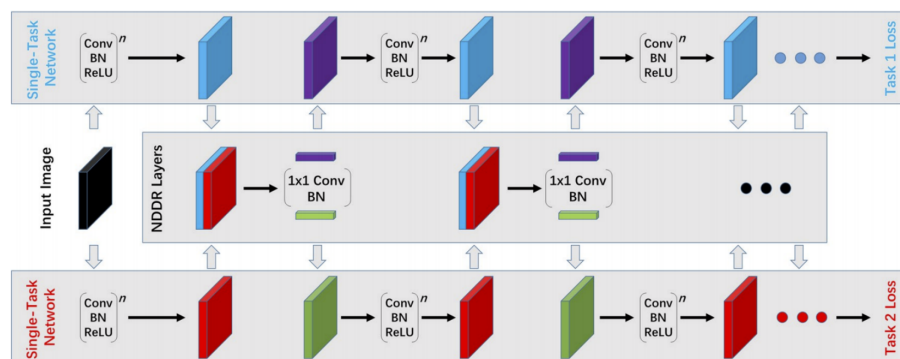 Single-Task
Network
Conv
BN
ReLU
n
Conv
BN
ReLU
n
Conv
BN
ReLU
n
Task 1 Loss
Input Image
NDDR Layers
1x1 Conv
BN
1x1 Conv
BN
Single-Task
Network
Conv
BN
ReLU
n
Conv
BN
ReLU
n
Conv
BN
ReLU
n
Task 2 Loss